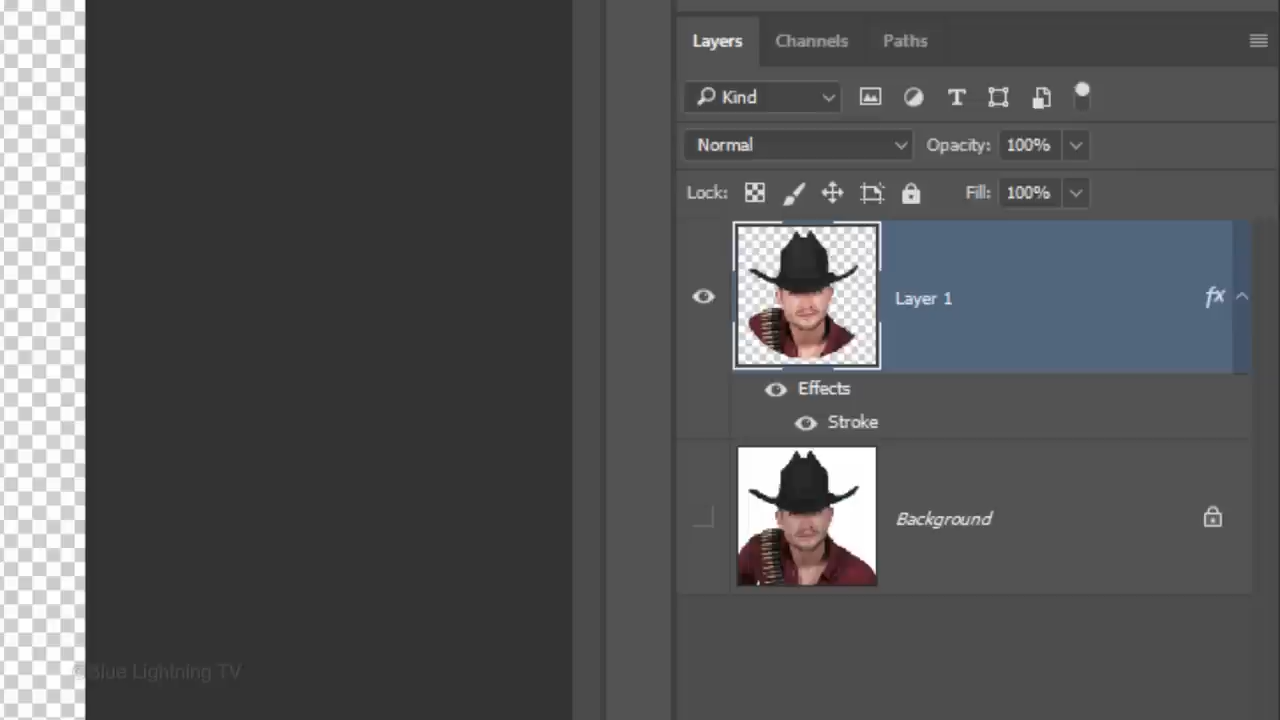 Layers Channels Paths
Kind
Normal Opacity: 100%
Lock: Fill: 100%
Layer 1 fx
Effects
Stroke
Background
© Blue Lightning TV